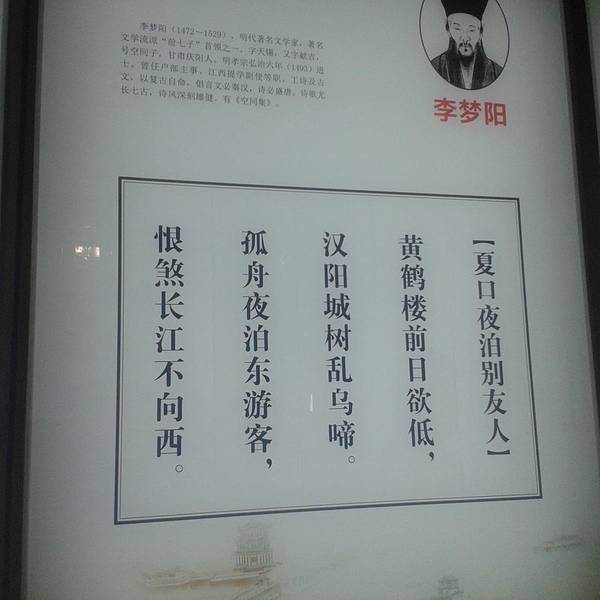 李梦阳（1472～1529），明代著名文学家，著名
文学流派“前七子”首领之一，字天锡，又字献吉，
号空同子，甘肃庆阳人，明孝宗弘治六年（1493）进
士。曾任户部主事、江西提学副使等职，工诗及古
文，以复古自命，倡言文必秦汉，诗必盛唐，诗歌尤
长七古，诗风深刻雄健，有《空同集》。
李梦阳
【夏口夜泊别友人】
黄鹤楼前日欲低，
汉阳城树乱乌啼。
孤舟夜泊东游客，
恨煞长江不向西。